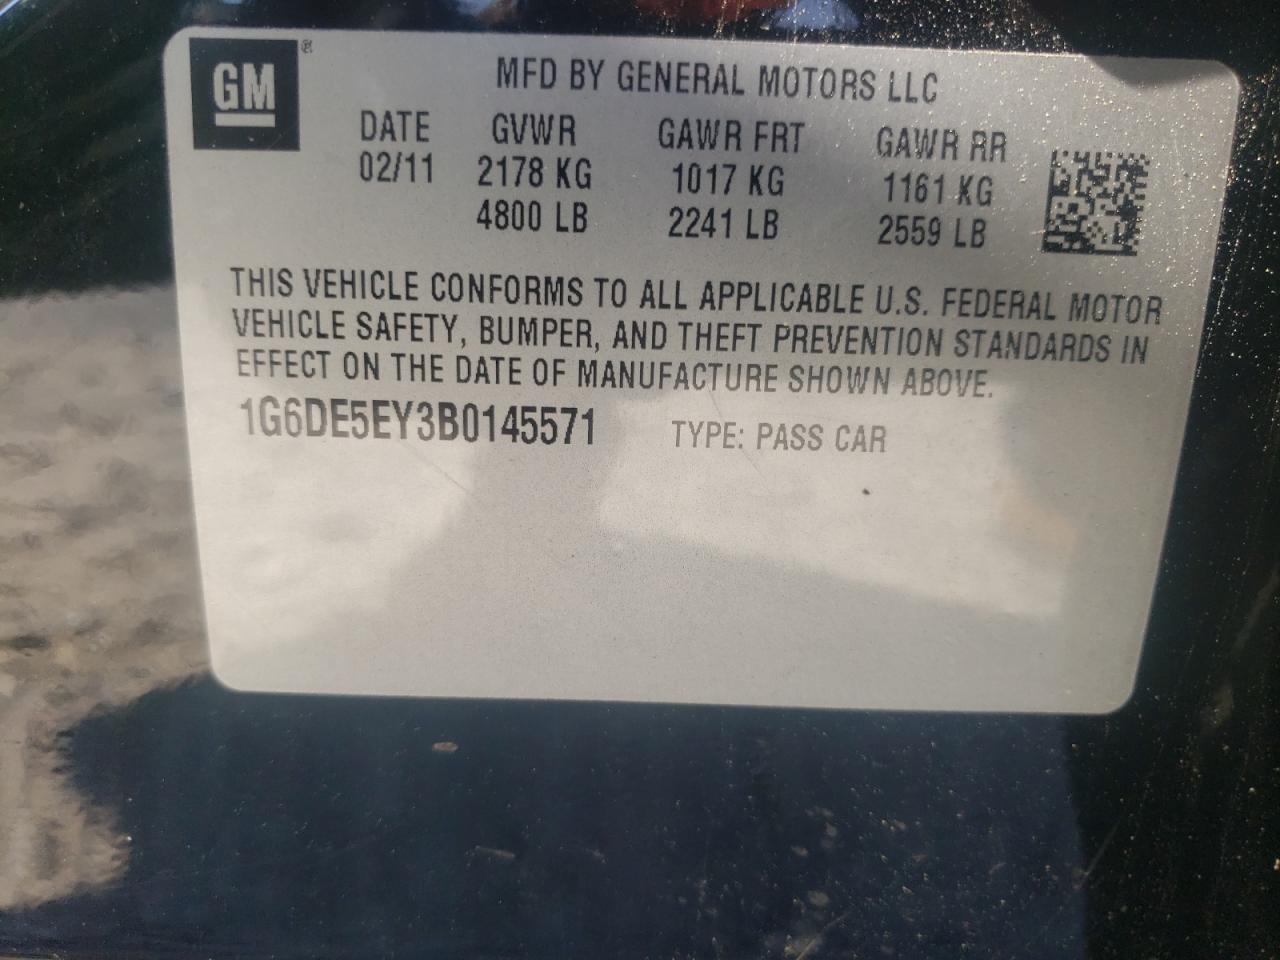 GM ®
MFD BY GENERAL MOTORS LLC
DATE GVWR GAWR FRT GAWR RR
02/11 2178 KG 1017 KG 1161 KG
4800 LB 2241 LB 2559 LB
THIS VEHICLE CONFORMS TO ALL APPLICABLE U.S. FEDERAL MOTOR
VEHICLE SAFETY, BUMPER, AND THEFT PREVENTION STANDARDS IN
EFFECT ON THE DATE OF MANUFACTURE SHOWN ABOVE.
1G6DE5EY3B0145571 TYPE: PASS CAR